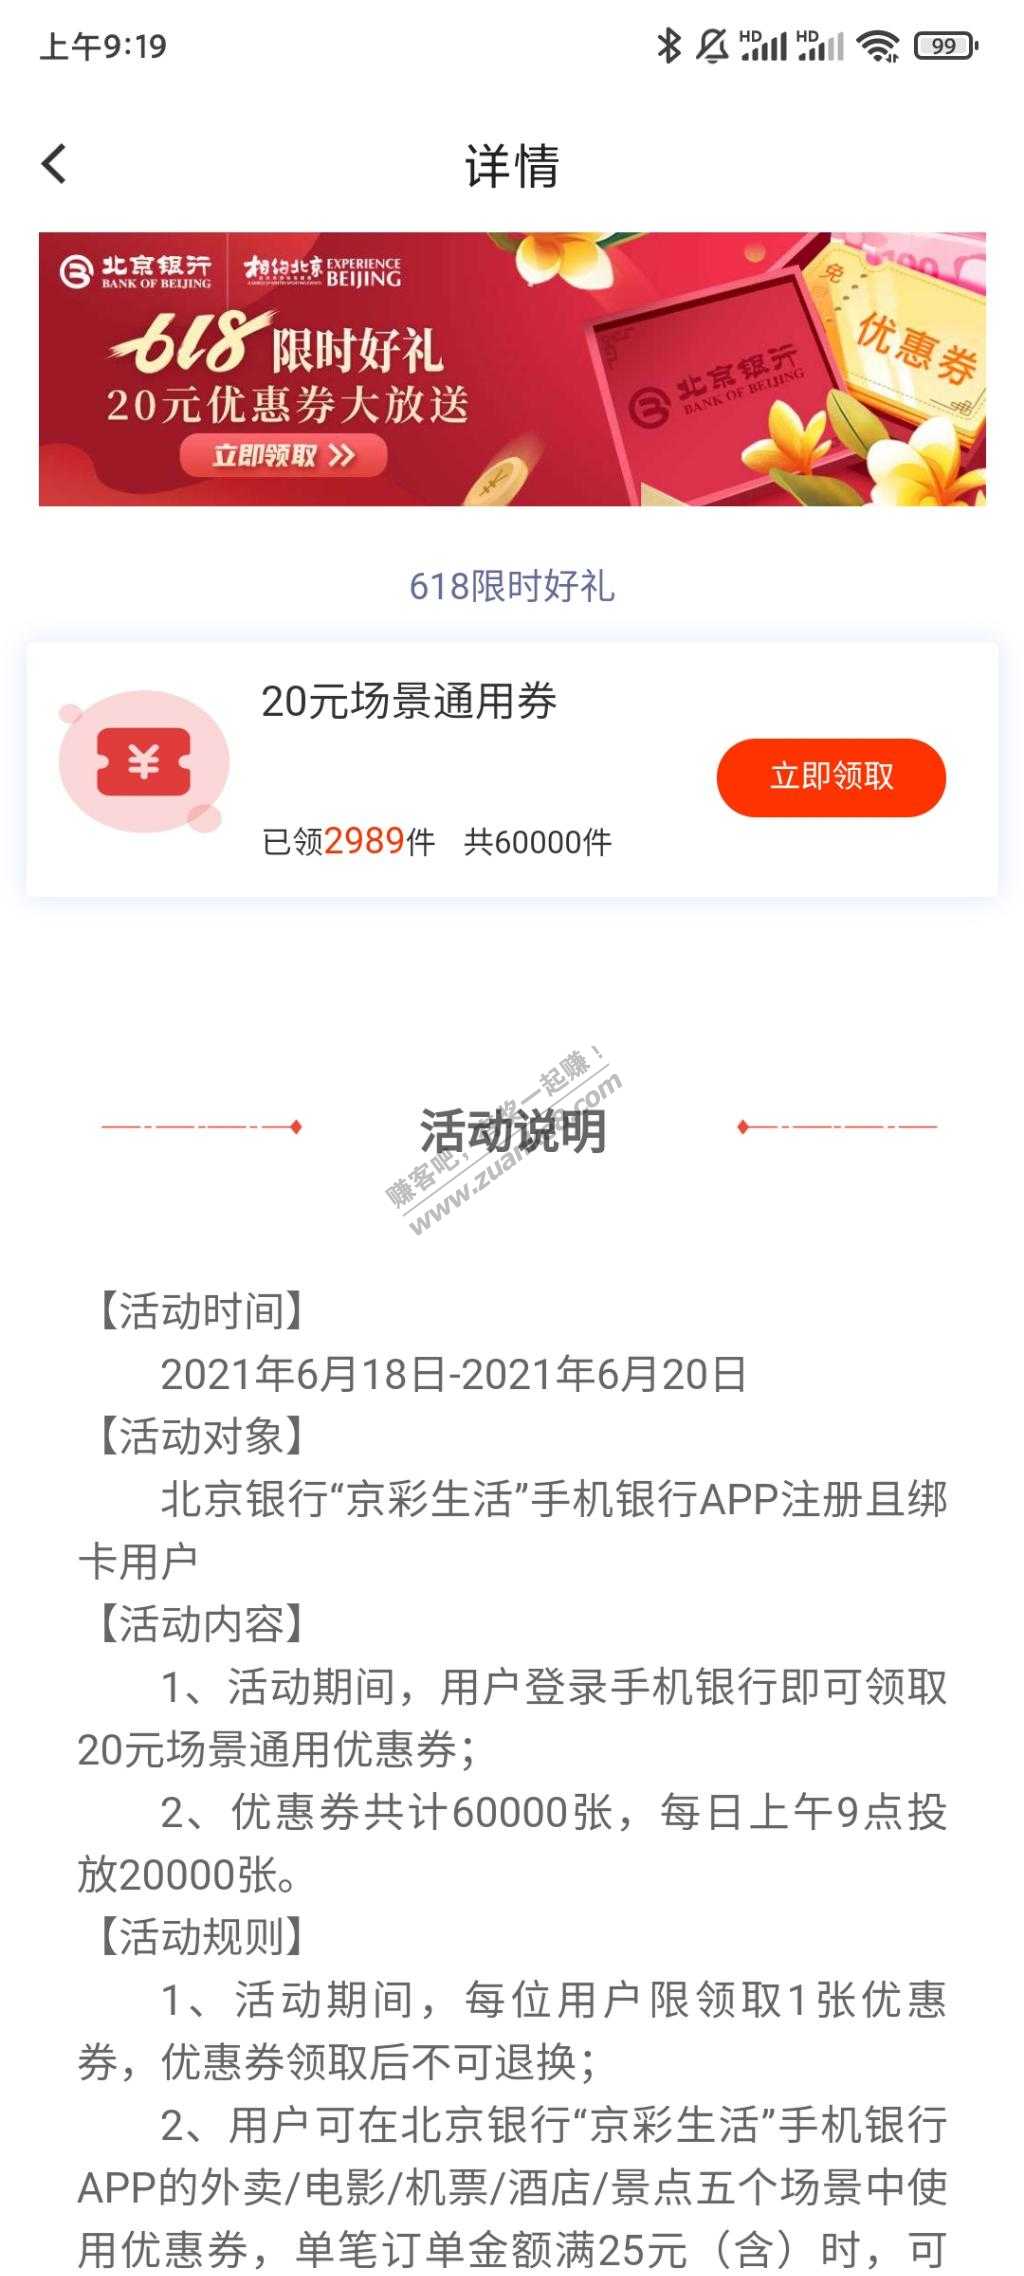 上午9:19
HD HD 99
详情
北京银行 相约北京 EXPERIENCE
BANK OF BEIJING BEIJING
免
优惠券
618限时好礼
北京银行
BANK OF BEIJING
20元优惠券大放送
立即领取 >>
618限时好礼
20元场景通用券
¥
立即领取
已领2989件 共60000件
活动说明
【活动时间】
2021年6月18日-2021年6月20日
【活动对象】
北京银行“京彩生活”手机银行APP注册且绑
卡用户
【活动内容】
1、活动期间，用户登录手机银行即可领取
20元场景通用优惠券；
2、优惠券共计60000张，每日上午9点投
放20000张。
【活动规则】
1、活动期间，每位用户限领取1张优惠
券，优惠券领取后不可退换；
2、用户可在北京银行“京彩生活”手机银行
APP的外卖/电影/机票/酒店/景点五个场景中使
用优惠券，单笔订单金额满25元（含）时，可